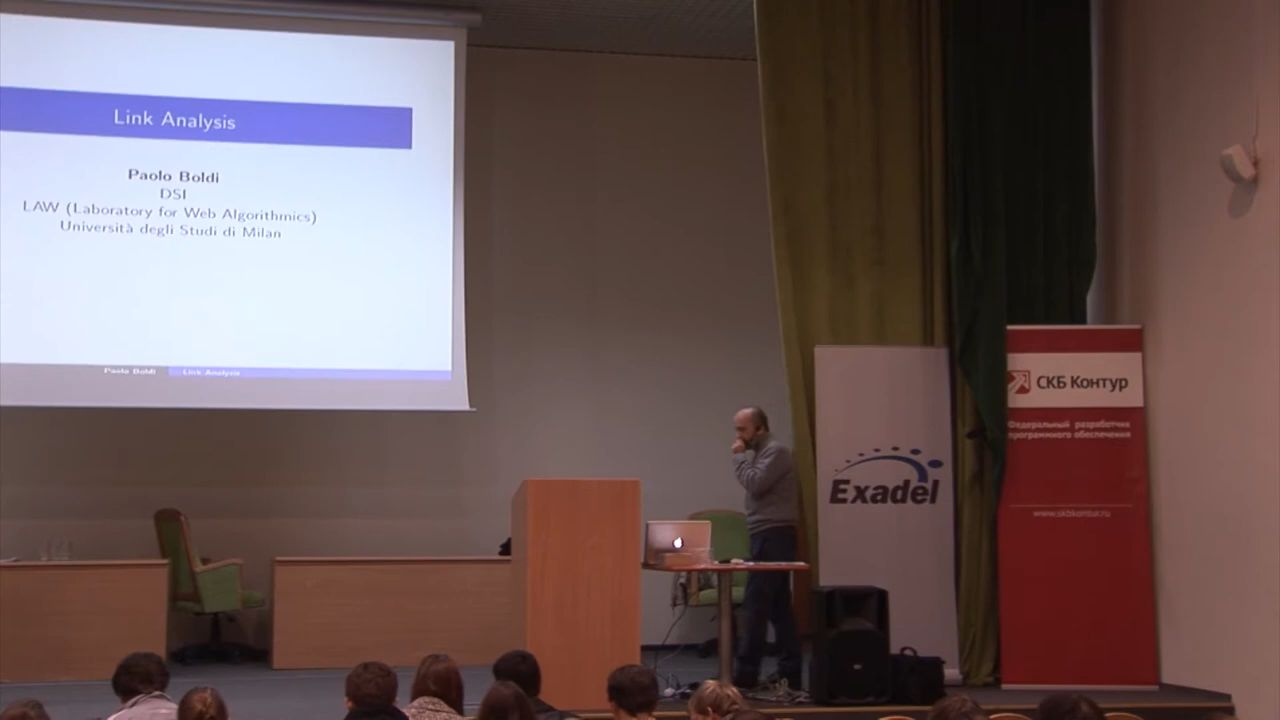 Link Analysis
Paolo Boldi
DSI
LAW (Laboratory for Web Algorithmics)
Università degli Studi di Milan
Paolo Boldi
Link Analysis
Exadel
СКБ Контур
Федеральный разработчик
программного обеспечения
www.skbkontur.ru